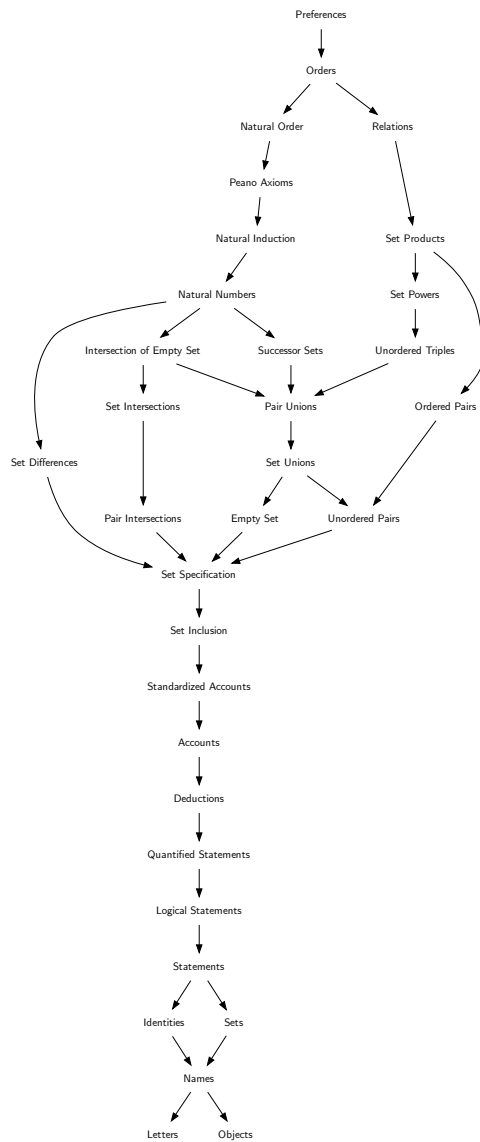 Preferences
Orders
Natural Order
Relations
Peano Axioms
Natural Induction
Set Products
Natural Numbers
Set Powers
Intersection of Empty Set
Successor Sets
Unordered Triples
Set Intersections
Pair Unions
Ordered Pairs
Set Differences
Set Unions
Pair Intersections
Empty Set
Unordered Pairs
Set Specification
Set Inclusion
Standardized Accounts
Accounts
Deductions
Quantified Statements
Logical Statements
Statements
Identities
Sets
Names
Letters
Objects